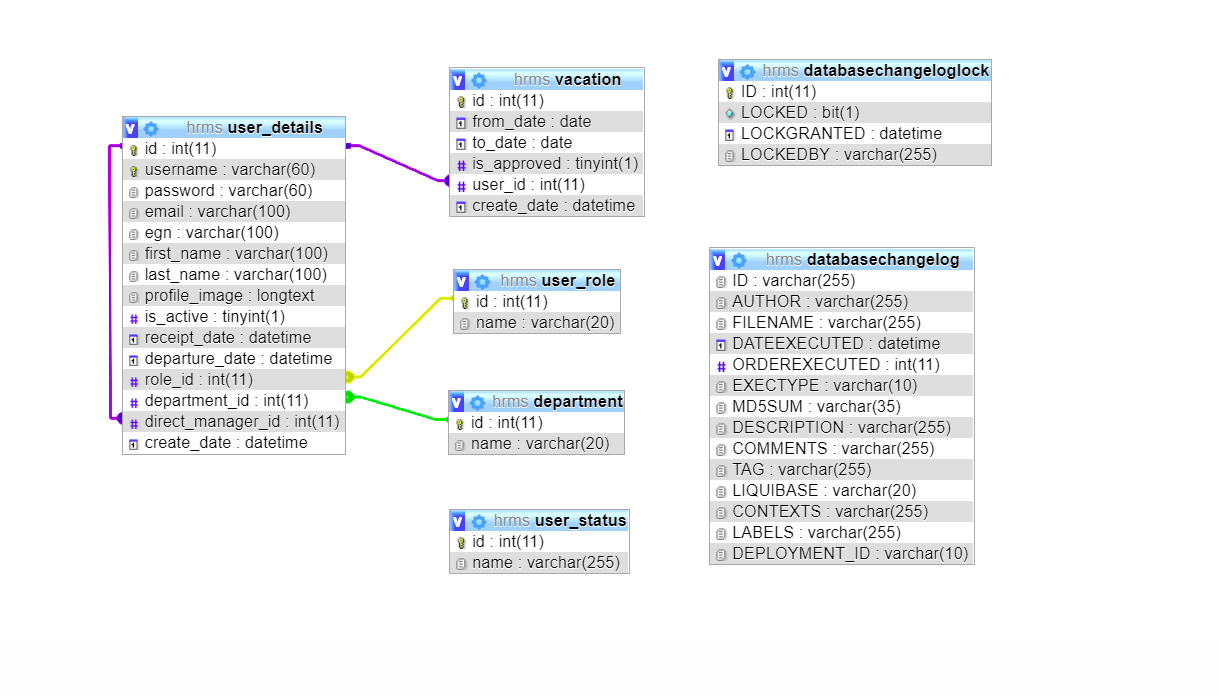 hrms user_details
id : int(11)
username : varchar(60)
password : varchar(60)
email : varchar(100)
egn : varchar(100)
first_name : varchar(100)
last_name : varchar(100)
profile_image : longtext
# is_active : tinyint(1)
receipt_date : datetime
departure_date : datetime
# role_id : int(11)
# department_id : int(11)
# direct_manager_id : int(11)
create_date : datetime
hrms vacation
id : int(11)
from_date : date
to_date : date
# is_approved : tinyint(1)
# user_id : int(11)
create_date : datetime
hrms user_role
id : int(11)
name : varchar(20)
hrms department
id : int(11)
name : varchar(20)
hrms user_status
id : int(11)
name : varchar(255)
hrms databasechangeloglock
ID : int(11)
LOCKED : bit(1)
LOCKGRANTED : datetime
LOCKEDBY : varchar(255)
hrms databasechangelog
ID : varchar(255)
AUTHOR : varchar(255)
FILENAME : varchar(255)
DATEEXECUTED : datetime
# ORDEREXECUTED : int(11)
EXECTYPE : varchar(10)
MD5SUM : varchar(35)
DESCRIPTION : varchar(255)
COMMENTS : varchar(255)
TAG : varchar(255)
LIQUIBASE : varchar(20)
CONTEXTS : varchar(255)
LABELS : varchar(255)
DEPLOYMENT_ID : varchar(10)